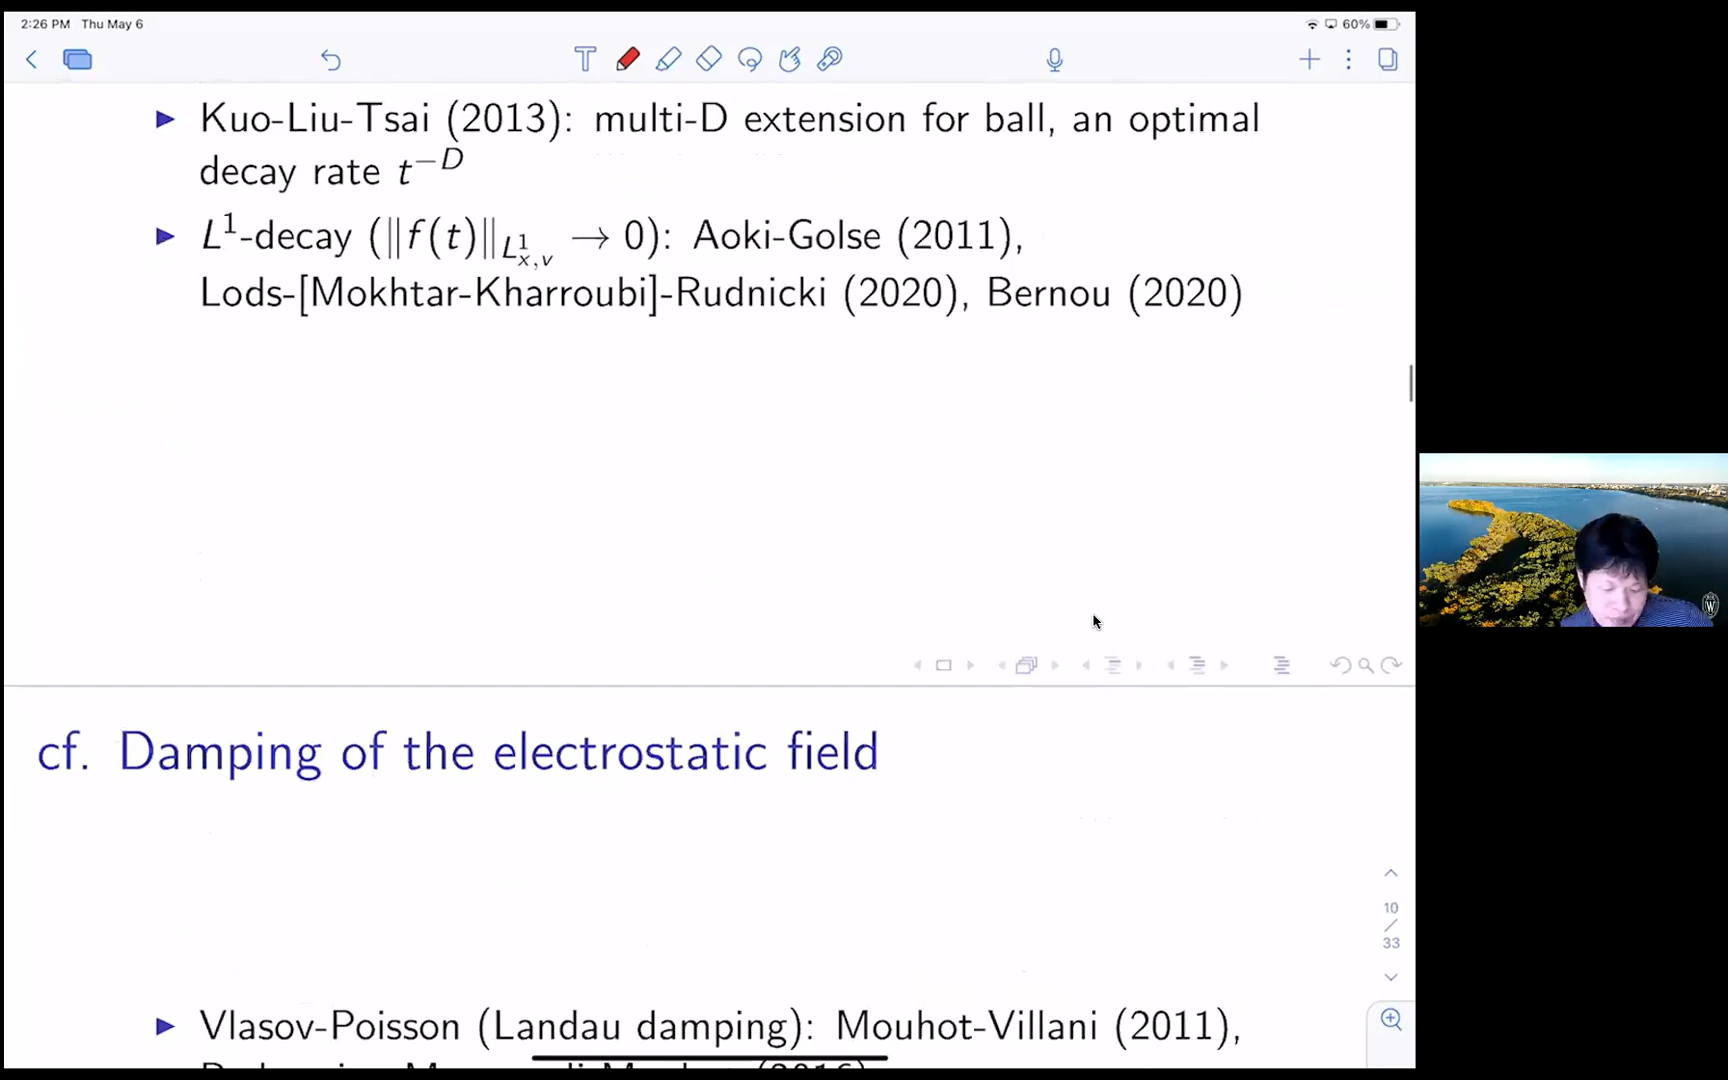 2:26 PM Thu May 6
60%
▶ Kuo-Liu-Tsai (2013): multi-D extension for ball, an optimal
decay rate t^{-D}
▶ L^1-decay (‖f(t)‖_{L^1_{x,v}} → 0): Aoki-Golse (2011),
Lods-[Mokhtar-Kharroubi]-Rudnicki (2020), Bernou (2020)
cf. Damping of the electrostatic field
10
/
33
▶ Vlasov-Poisson (Landau damping): Mouhot-Villani (2011),
W